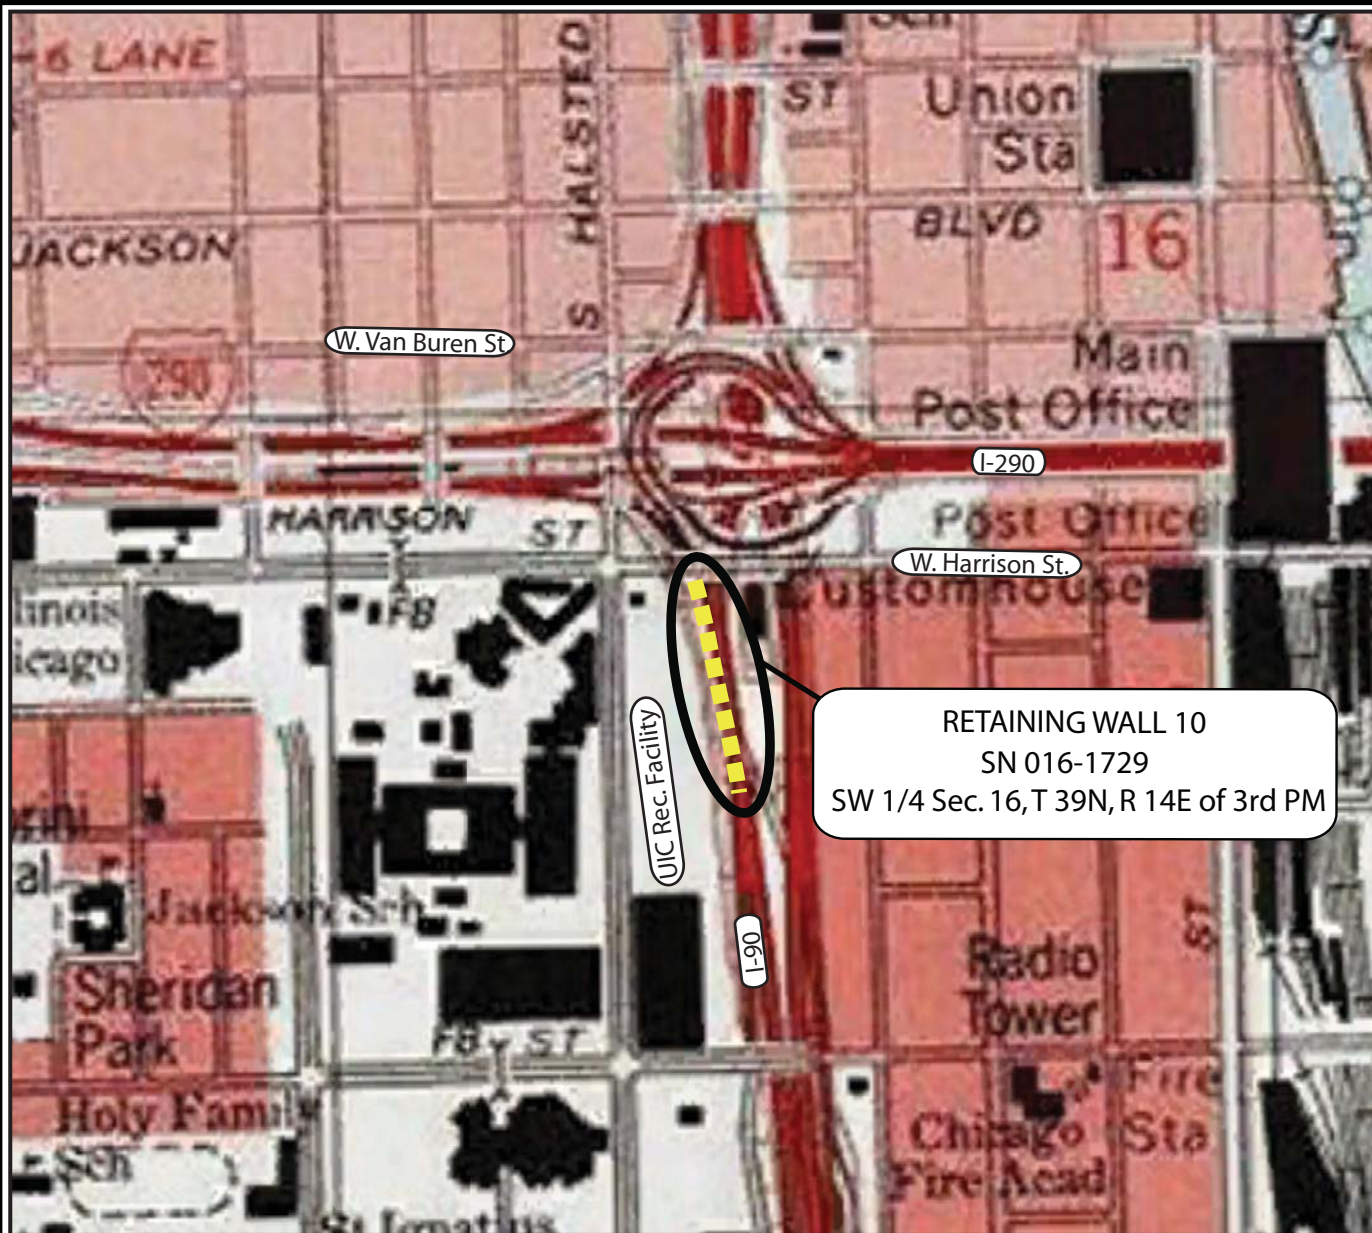 6 LANE
S HALSTED
ST
Union
Sta
JACKSON
BLVD
16
W. Van Buren St
290
Main
Post Office
I-290
HARRISON ST
Post Office
W. Harrison St.
Customhouse
FB
RETAINING WALL 10
SN 016-1729
SW 1/4 Sec. 16, T 39N, R 14E of 3rd PM
UIC Rec. Facility
Jackson Sch
I-90
ST
Sheridan
Park
Radio
Tower
FB ST
Holy Family
Sch
Fire
Sta
Chicago
Fire Acad
St Ignatius